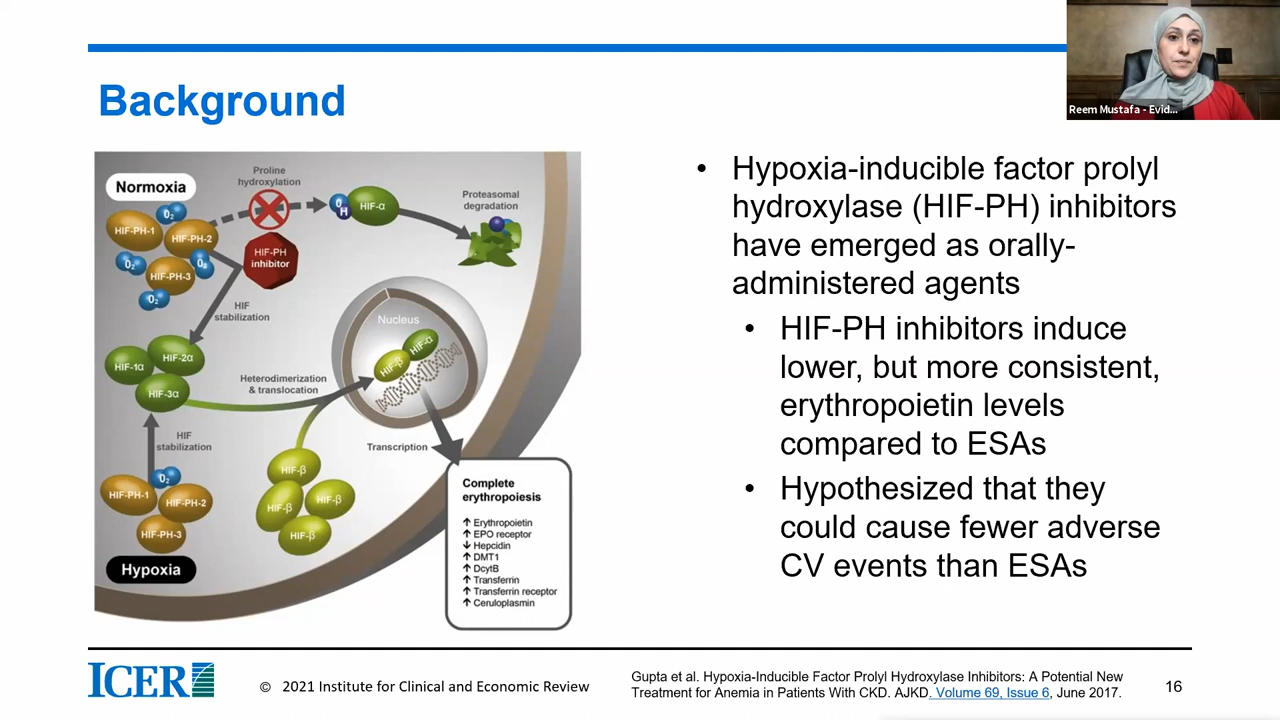 Reem Mustafa - Evid...
Background
Normoxia
Proline
hydroxylation
O₂
HIF-PH-1
HIF-PH-2
O₂
O₂
HIF-PH-3
O₂
HIF-PH
inhibitor
O
H
HIF-α
Proteasomal
degradation
HIF
stabilization
Nucleus
HIF-β
HIF-α
HIF-1α
HIF-2α
HIF-3α
Heterodimerization
& translocation
HIF
stabilization
Transcription
O₂
HIF-PH-1
HIF-PH-2
HIF-PH-3
HIF-β
HIF-β
HIF-β
HIF-β
Hypoxia
Complete
erythropoiesis
↑ Erythropoietin
↑ EPO receptor
↓ Hepcidin
↑ DMT1
↑ DcytB
↑ Transferrin
↑ Transferrin receptor
↑ Ceruloplasmin
• Hypoxia-inducible factor prolyl
hydroxylase (HIF-PH) inhibitors
have emerged as orally-
administered agents
• HIF-PH inhibitors induce
lower, but more consistent,
erythropoietin levels
compared to ESAs
• Hypothesized that they
could cause fewer adverse
CV events than ESAs
ICER
© 2021 Institute for Clinical and Economic Review
Gupta et al. Hypoxia-Inducible Factor Prolyl Hydroxylase Inhibitors: A Potential New
Treatment for Anemia in Patients With CKD. AJKD. Volume 69, Issue 6, June 2017.
16